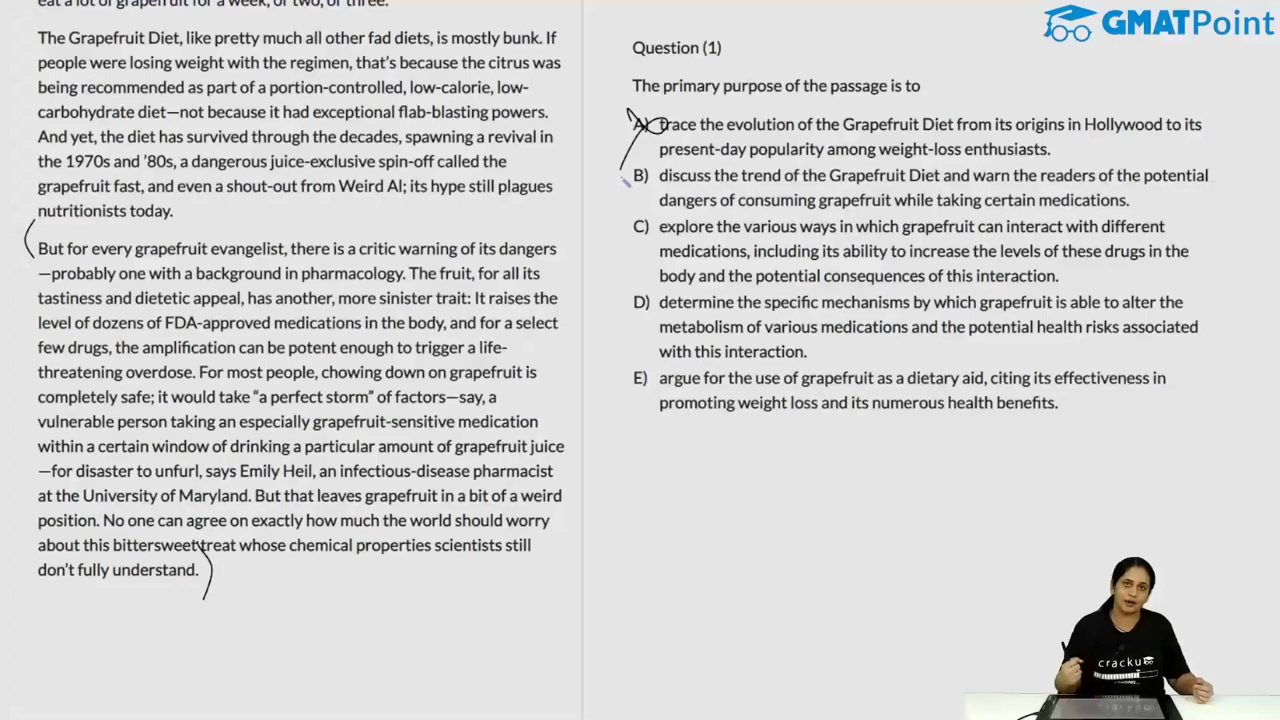 eat a lot of grapefruit for a week, or two, or three.
The Grapefruit Diet, like pretty much all other fad diets, is mostly bunk. If
people were losing weight with the regimen, that's because the citrus was
being recommended as part of a portion-controlled, low-calorie, low-
carbohydrate diet—not because it had exceptional flab-blasting powers.
And yet, the diet has survived through the decades, spawning a revival in
the 1970s and '80s, a dangerous juice-exclusive spin-off called the
grapefruit fast, and even a shout-out from Weird Al; its hype still plagues
nutritionists today.
But for every grapefruit evangelist, there is a critic warning of its dangers
—probably one with a background in pharmacology. The fruit, for all its
tastiness and dietetic appeal, has another, more sinister trait: It raises the
level of dozens of FDA-approved medications in the body, and for a select
few drugs, the amplification can be potent enough to trigger a life-
threatening overdose. For most people, chowing down on grapefruit is
completely safe; it would take “a perfect storm” of factors—say, a
vulnerable person taking an especially grapefruit-sensitive medication
within a certain window of drinking a particular amount of grapefruit juice
—for disaster to unfurl, says Emily Heil, an infectious-disease pharmacist
at the University of Maryland. But that leaves grapefruit in a bit of a weird
position. No one can agree on exactly how much the world should worry
about this bittersweet treat whose chemical properties scientists still
don't fully understand.
GMATPoint
Question (1)
The primary purpose of the passage is to
A) trace the evolution of the Grapefruit Diet from its origins in Hollywood to its
present-day popularity among weight-loss enthusiasts.
B) discuss the trend of the Grapefruit Diet and warn the readers of the potential
dangers of consuming grapefruit while taking certain medications.
C) explore the various ways in which grapefruit can interact with different
medications, including its ability to increase the levels of these drugs in the
body and the potential consequences of this interaction.
D) determine the specific mechanisms by which grapefruit is able to alter the
metabolism of various medications and the potential health risks associated
with this interaction.
E) argue for the use of grapefruit as a dietary aid, citing its effectiveness in
promoting weight loss and its numerous health benefits.
cracku
LOADING...